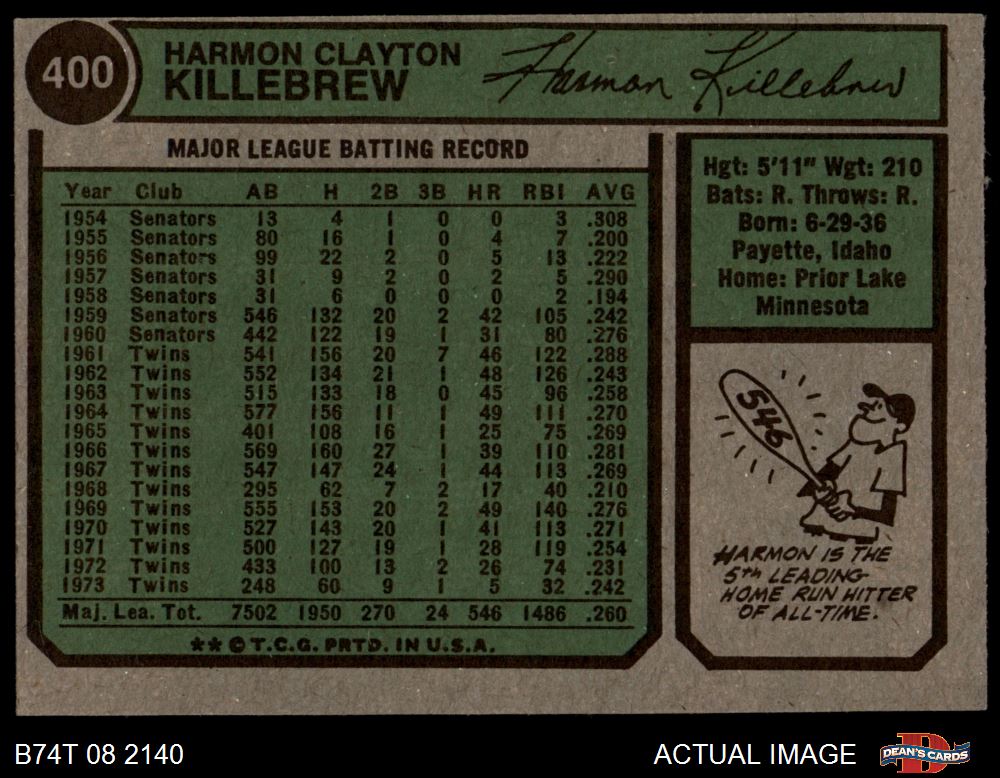 400
HARMON CLAYTON
KILLEBREW
Harmon Killebrew
MAJOR LEAGUE BATTING RECORD
Year Club AB H 2B 3B HR RBI AVG
1954 Senators 13 4 1 0 0 3 .308
1955 Senators 80 16 1 0 4 7 .200
1956 Senators 99 22 2 0 5 13 .222
1957 Senators 31 9 2 0 2 5 .290
1958 Senators 31 6 0 0 0 2 .194
1959 Senators 546 132 20 2 42 105 .242
1960 Senators 442 122 19 1 31 80 .276
1961 Twins 541 156 20 7 46 122 .288
1962 Twins 552 134 21 1 48 126 .243
1963 Twins 515 133 18 0 45 96 .258
1964 Twins 577 156 11 1 49 111 .270
1965 Twins 401 108 16 1 25 75 .269
1966 Twins 569 160 27 1 39 110 .281
1967 Twins 547 147 24 1 44 113 .269
1968 Twins 295 62 7 2 17 40 .210
1969 Twins 555 153 20 2 49 140 .276
1970 Twins 527 143 20 1 41 113 .271
1971 Twins 500 127 19 1 28 119 .254
1972 Twins 433 100 13 2 26 74 .231
1973 Twins 248 60 9 1 5 32 .242
Maj. Lea. Tot. 7502 1950 270 24 546 1486 .260
** © T.C.G. PRTD. IN U.S.A.
Hgt: 5'11" Wgt: 210
Bats: R. Throws: R.
Born: 6-29-36
Payette, Idaho
Home: Prior Lake
Minnesota
546
HARMON IS THE
5th LEADING
HOME RUN HITTER
OF ALL-TIME.
B74T 08 2140
ACTUAL IMAGE
D
DEAN'S CARDS